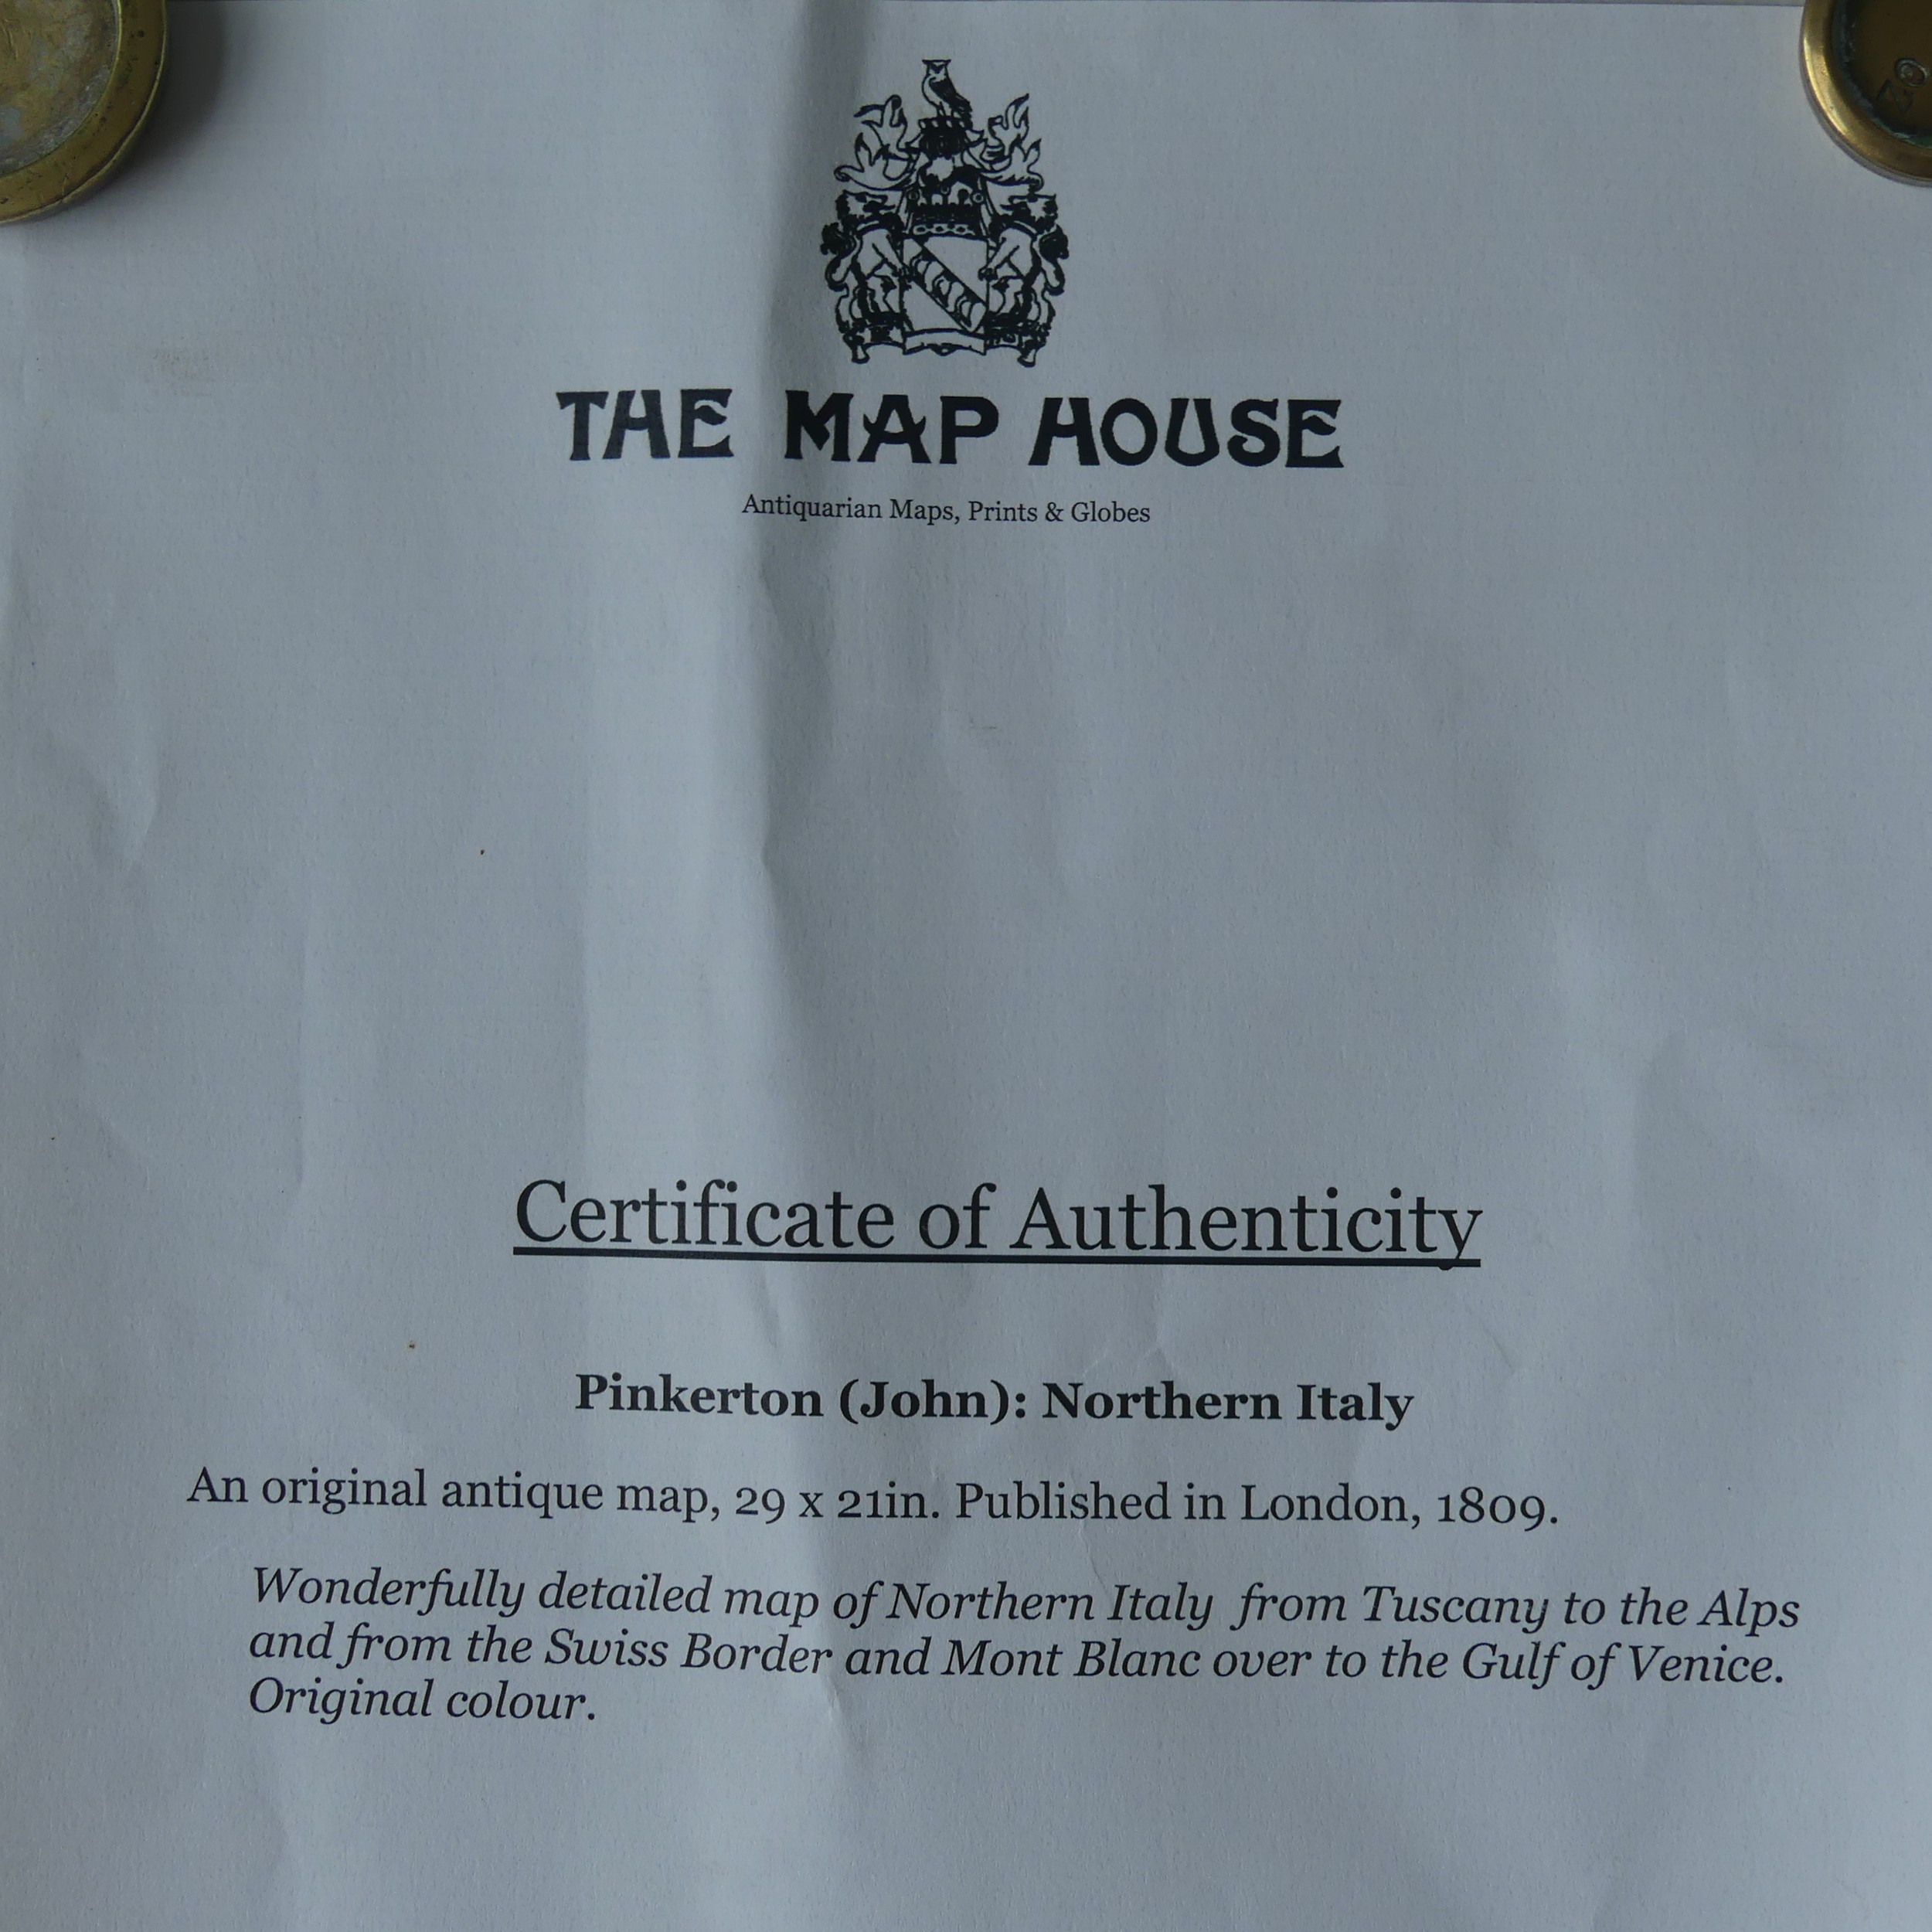 THE MAP HOUSE
Antiquarian Maps, Prints & Globes
Certificate of Authenticity
Pinkerton (John): Northern Italy
An original antique map, 29 x 21in. Published in London, 1809.
Wonderfully detailed map of Northern Italy from Tuscany to the Alps
and from the Swiss Border and Mont Blanc over to the Gulf of Venice.
Original colour.